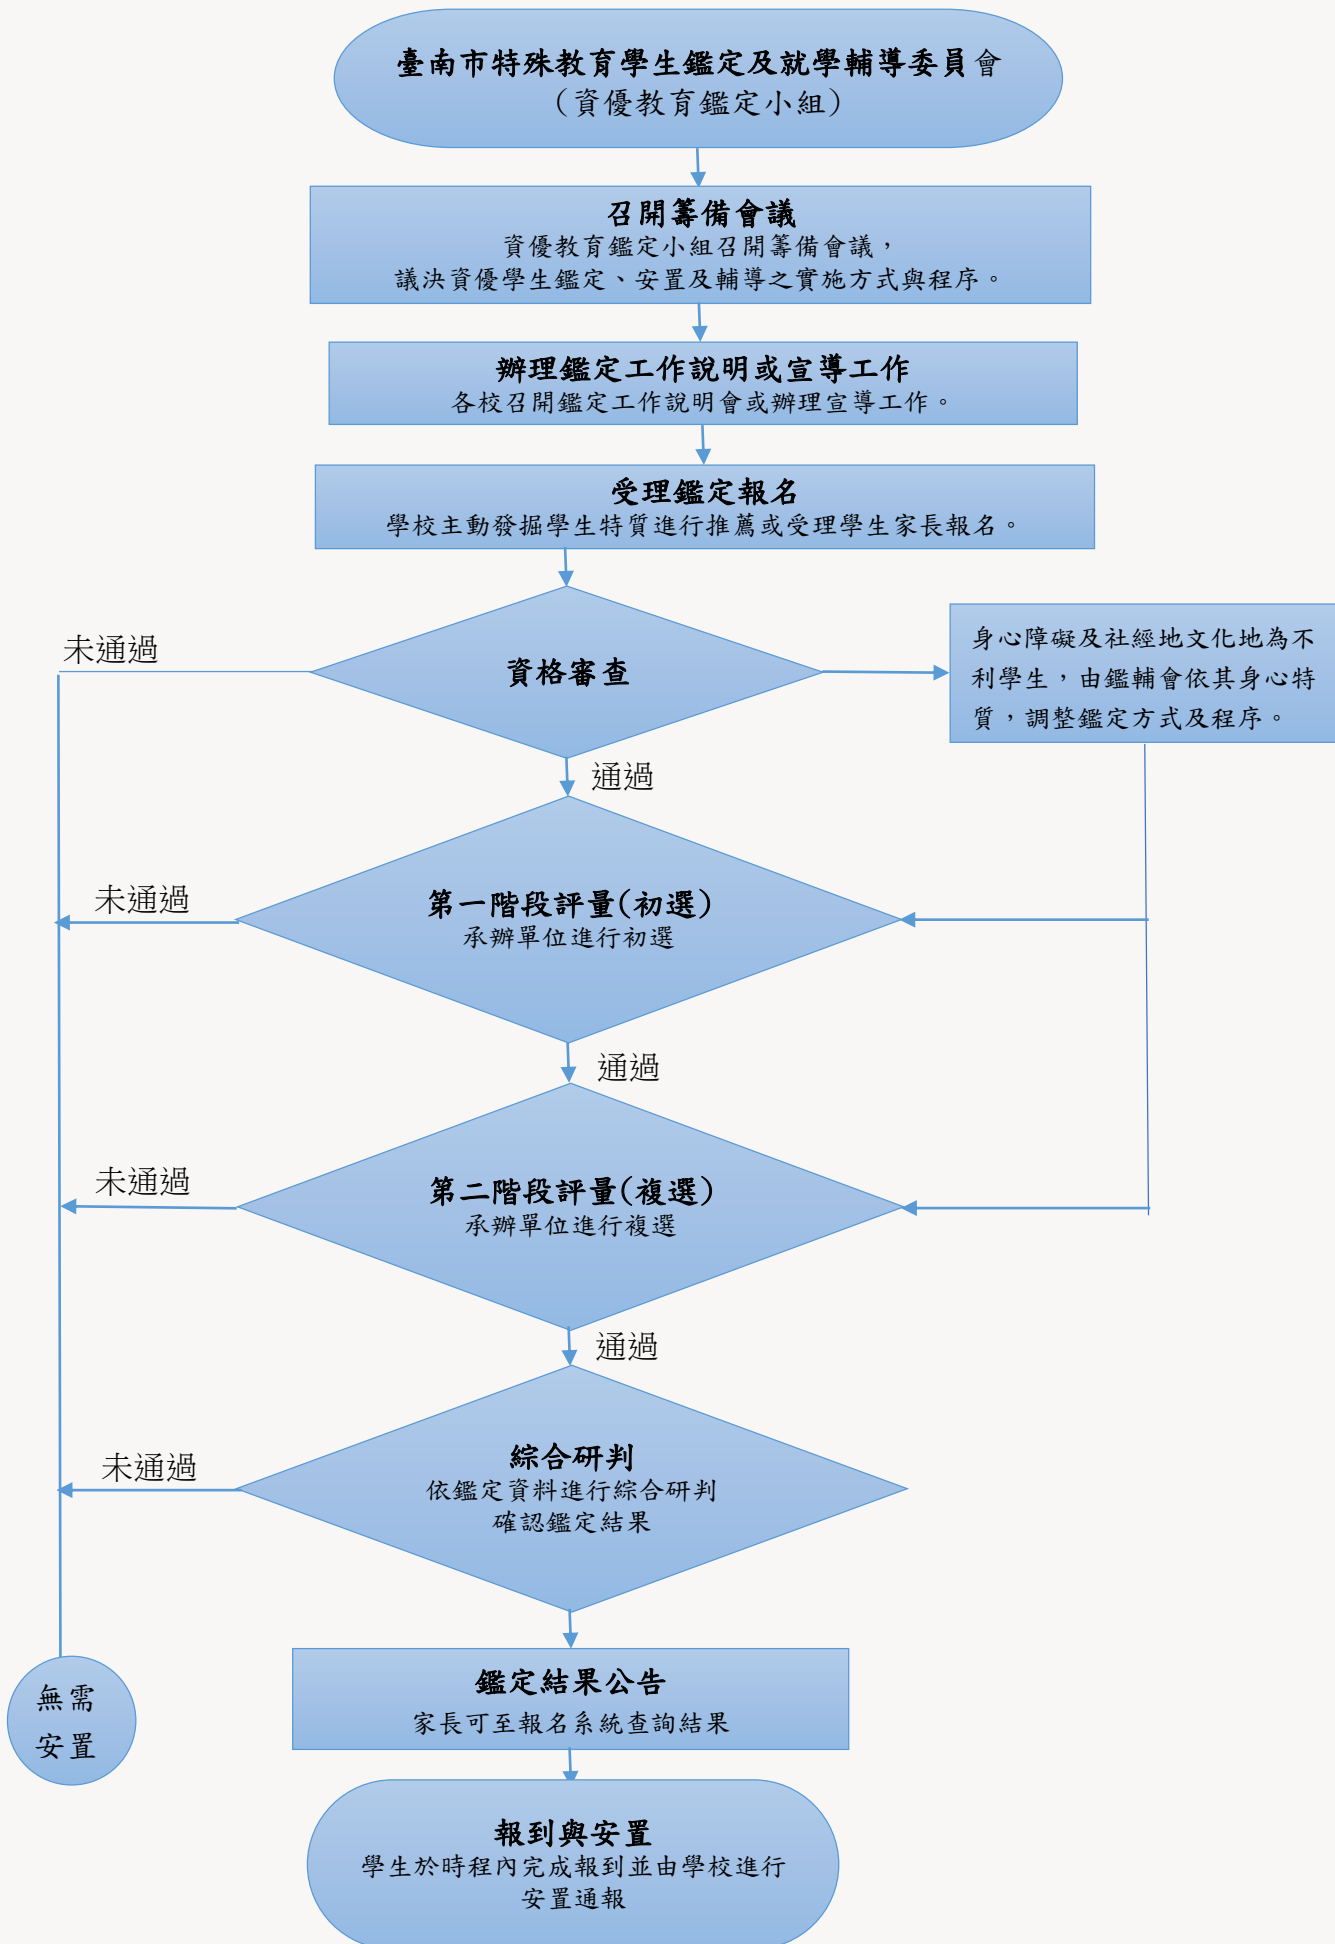 臺南市特殊教育學生鑑定及就學輔導委員會
（資優教育鑑定小組）
召開籌備會議
資優教育鑑定小組召開籌備會議，
議決資優學生鑑定、安置及輔導之實施方式與程序。
辦理鑑定工作說明或宣導工作
各校召開鑑定工作說明會或辦理宣導工作。
受理鑑定報名
學校主動發掘學生特質進行推薦或受理學生家長報名。
未通過
資格審查
身心障礙及社經地文化地為不
利學生，由鑑輔會依其身心特
質，調整鑑定方式及程序。
通過
未通過
第一階段評量(初選)
承辦單位進行初選
通過
未通過
第二階段評量(複選)
承辦單位進行複選
通過
未通過
綜合研判
依鑑定資料進行綜合研判
確認鑑定結果
無需
安置
鑑定結果公告
家長可至報名系統查詢結果
報到與安置
學生於時程內完成報到並由學校進行
安置通報